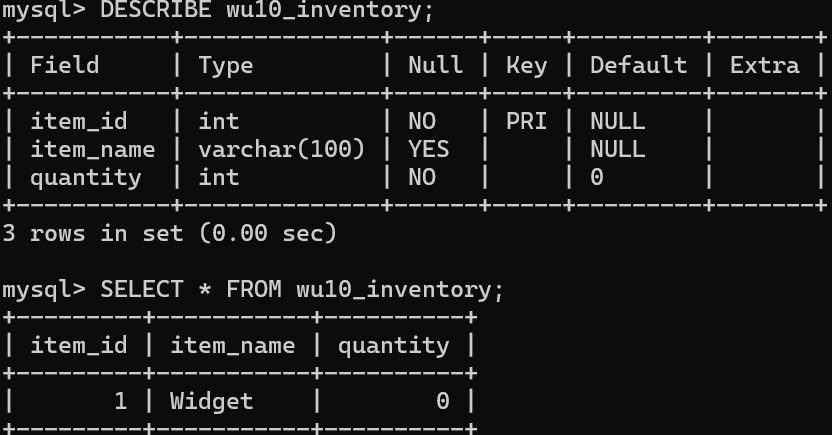 mysql> DESCRIBE wu10_inventory;
+-----------+--------------+------+-----+---------+-------+
| Field     | Type         | Null | Key | Default | Extra |
+-----------+--------------+------+-----+---------+-------+
| item_id   | int          | NO   | PRI | NULL    |       |
| item_name | varchar(100) | YES  |     | NULL    |       |
| quantity  | int          | NO   |     | 0       |       |
+-----------+--------------+------+-----+---------+-------+
3 rows in set (0.00 sec)

mysql> SELECT * FROM wu10_inventory;
+---------+-----------+----------+
| item_id | item_name | quantity |
+---------+-----------+----------+
|       1 | Widget    |        0 |
+---------+-----------+----------+